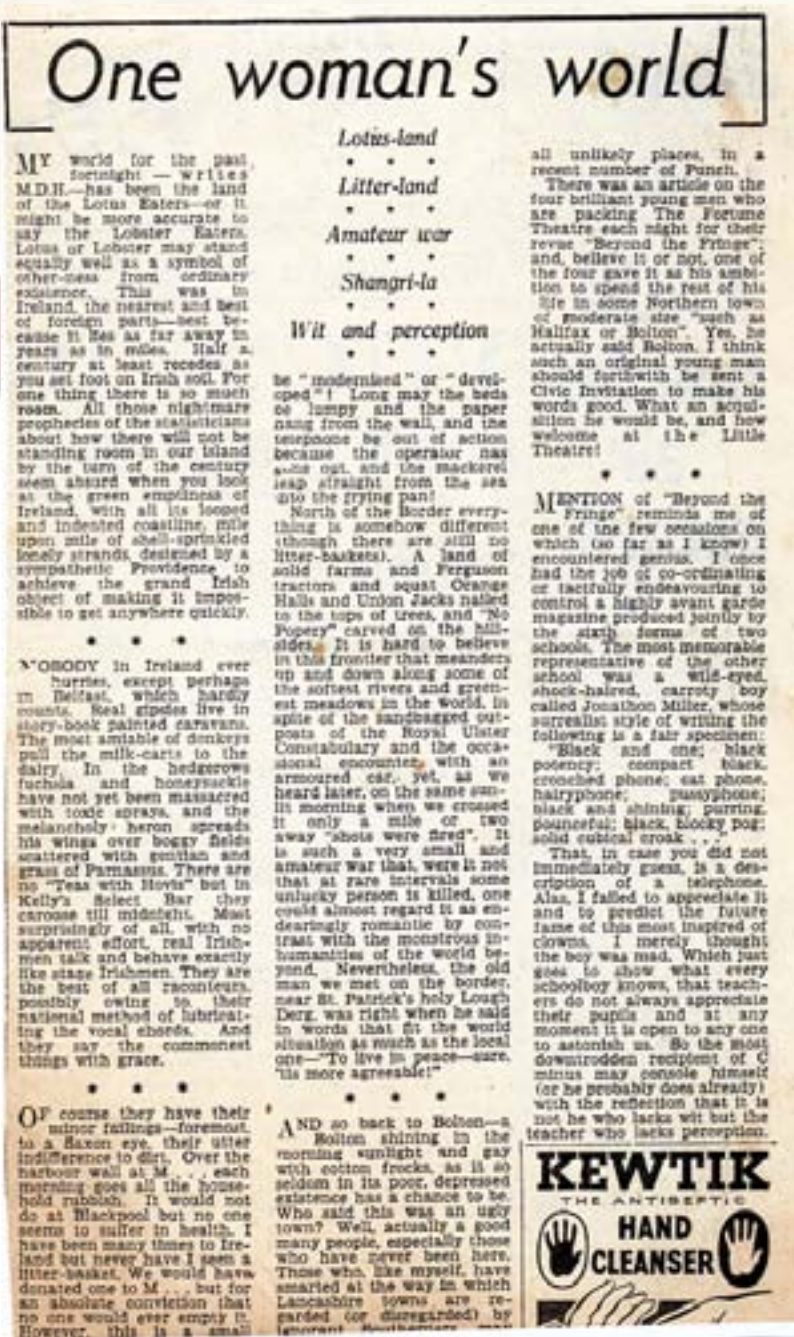 One woman's world
MY world for the past
fortnight — writes
M.D.H.—has been the land
of the Lotus Eaters—or it
might be more accurate to
say the Lobster Eaters.
Lotus or Lobster may stand
equally well as a symbol of
other-ness from ordinary
existence. This was in
Ireland, the nearest and best
of foreign parts—best be-
cause it lies as far away in
years as in miles. Half a
century at least recedes as
you set foot on Irish soil. For
one thing there is so much
room. All those nightmare
prophecies of the statisticians
about how there will not be
standing room in our island
by the turn of the century
seem absurd when you look
at the green emptiness of
Ireland, with all its looped
and indented coastline, mile
upon mile of shell-sprinkled
lonely strands, designed by a
sympathetic Providence to
achieve the grand Irish
object of making it impos-
sible to get anywhere quickly.
* * *
NOBODY in Ireland ever
hurries, except perhaps
in Belfast, which hardly
counts. Real gipsies live in
story-book painted caravans.
The most amiable of donkeys
pull the milk-carts to the
dairy. In the hedgerows
fuchsia and honeysuckle
have not yet been massacred
with toxic sprays, and the
melancholy heron spreads
his wings over boggy fields
scattered with gentian and
grass of Parnassus. There are
no "Teas with Hovis" but in
Kelly's Select Bar they
carouse till midnight. Most
surprisingly of all, with no
apparent effort, real Irish-
men talk and behave exactly
like stage Irishmen. They are
the best of all raconteurs,
possibly owing to their
national method of lubricat-
ing the vocal chords. And
they say the commonest
things with grace.
* * *
OF course they have their
minor failings—foremost,
to a Saxon eye, their utter
indifference to dirt. Over the
harbour wall at M . . . each
morning goes all the house-
hold rubbish. It would not
do at Blackpool but no one
seems to suffer in health. I
have been many times to Ire-
land but never have I seen a
litter-basket. We would have
donated one to M . . . but for
an absolute conviction that
no one would ever empty it.
However, this is a small
Lotus-land
* * *
Litter-land
* * *
Amateur war
* * *
Shangri-la
* * *
Wit and perception
* * *
be "modernised" or "devel-
oped"! Long may the beds
be lumpy and the paper
hang from the wall, and the
telephone be out of action
because the operator has
gone out, and the mackerel
leap straight from the sea
into the frying pan!
North of the Border every-
thing is somehow different
(though there are still no
litter-baskets). A land of
solid farms and Ferguson
tractors and squat Orange
Halls and Union Jacks nailed
to the tops of trees, and "No
Popery" carved on the hill-
sides. It is hard to believe
in this frontier that meanders
up and down along some of
the softest rivers and green-
est meadows in the world, in
spite of the sandbagged out-
posts of the Royal Ulster
Constabulary and the occa-
sional encounter with an
armoured car, yet, as we
heard later, on the same sun-
lit morning when we crossed
it only a mile or two
away "shots were fired". It
is such a very small and
amateur war that, were it not
that at rare intervals some
unlucky person is killed, one
could almost regard it as en-
dearingly romantic by con-
trast with the monstrous in-
humanities of the world be-
yond. Nevertheless, the old
man we met on the border,
near St. Patrick's holy Lough
Derg, was right when he said
in words that fit the world
situation as much as the local
one—"To live in peace—sure,
'tis more agreeable!"
* * *
AND so back to Bolton—a
Bolton shining in the
morning sunlight and gay
with cotton frocks, as it so
seldom in its poor, depressed
existence has a chance to be.
Who said this was an ugly
town? Well, actually a good
many people, especially those
who have never been here.
Those who, like myself, have
smarted at the way in which
Lancashire towns are re-
garded (or disregarded) by
ignorant Southerners
all unlikely places, in a
recent number of Punch.
There was an article on the
four brilliant young men who
are packing The Fortune
Theatre each night for their
revue "Beyond the Fringe";
and, believe it or not, one of
the four gave it as his ambi-
tion to spend the rest of his
life in some Northern town
of moderate size "such as
Halifax or Bolton". Yes, he
actually said Bolton. I think
such an original young man
should forthwith be sent a
Civic Invitation to make his
words good. What an acqui-
sition he would be, and how
welcome at the Little
Theatre!
* * *
MENTION of "Beyond the
Fringe" reminds me of
one of the few occasions on
which (so far as I know) I
encountered genius. I once
had the job of co-ordinating
or tactfully endeavouring to
control a highly avant garde
magazine produced jointly by
the sixth forms of two
schools. The most memorable
representative of the other
school was a wild-eyed,
shock-haired, carroty boy
called Jonathon Miller, whose
surrealist style of writing the
following is a fair specimen:
"Black and one; black
potency; compact black,
cronched phone; cat phone,
hairyphone; pussyphone;
black and shining; purring,
pounceful; black, blocky pog;
solid cubical croak . . ."
That, in case you did not
immediately guess, is a des-
cription of a telephone.
Alas, I failed to appreciate it
and to predict the future
fame of this most inspired of
clowns. I merely thought
the boy was mad. Which just
goes to show what every
schoolboy knows, that teach-
ers do not always appreciate
their pupils and at any
moment it is open to any one
to astonish us. So the most
downtrodden recipient of C
minus may console himself
(or he probably does already)
with the reflection that it is
not he who lacks wit but the
teacher who lacks perception.
KEWTIK
THE ANTISEPTIC
HAND
CLEANSER